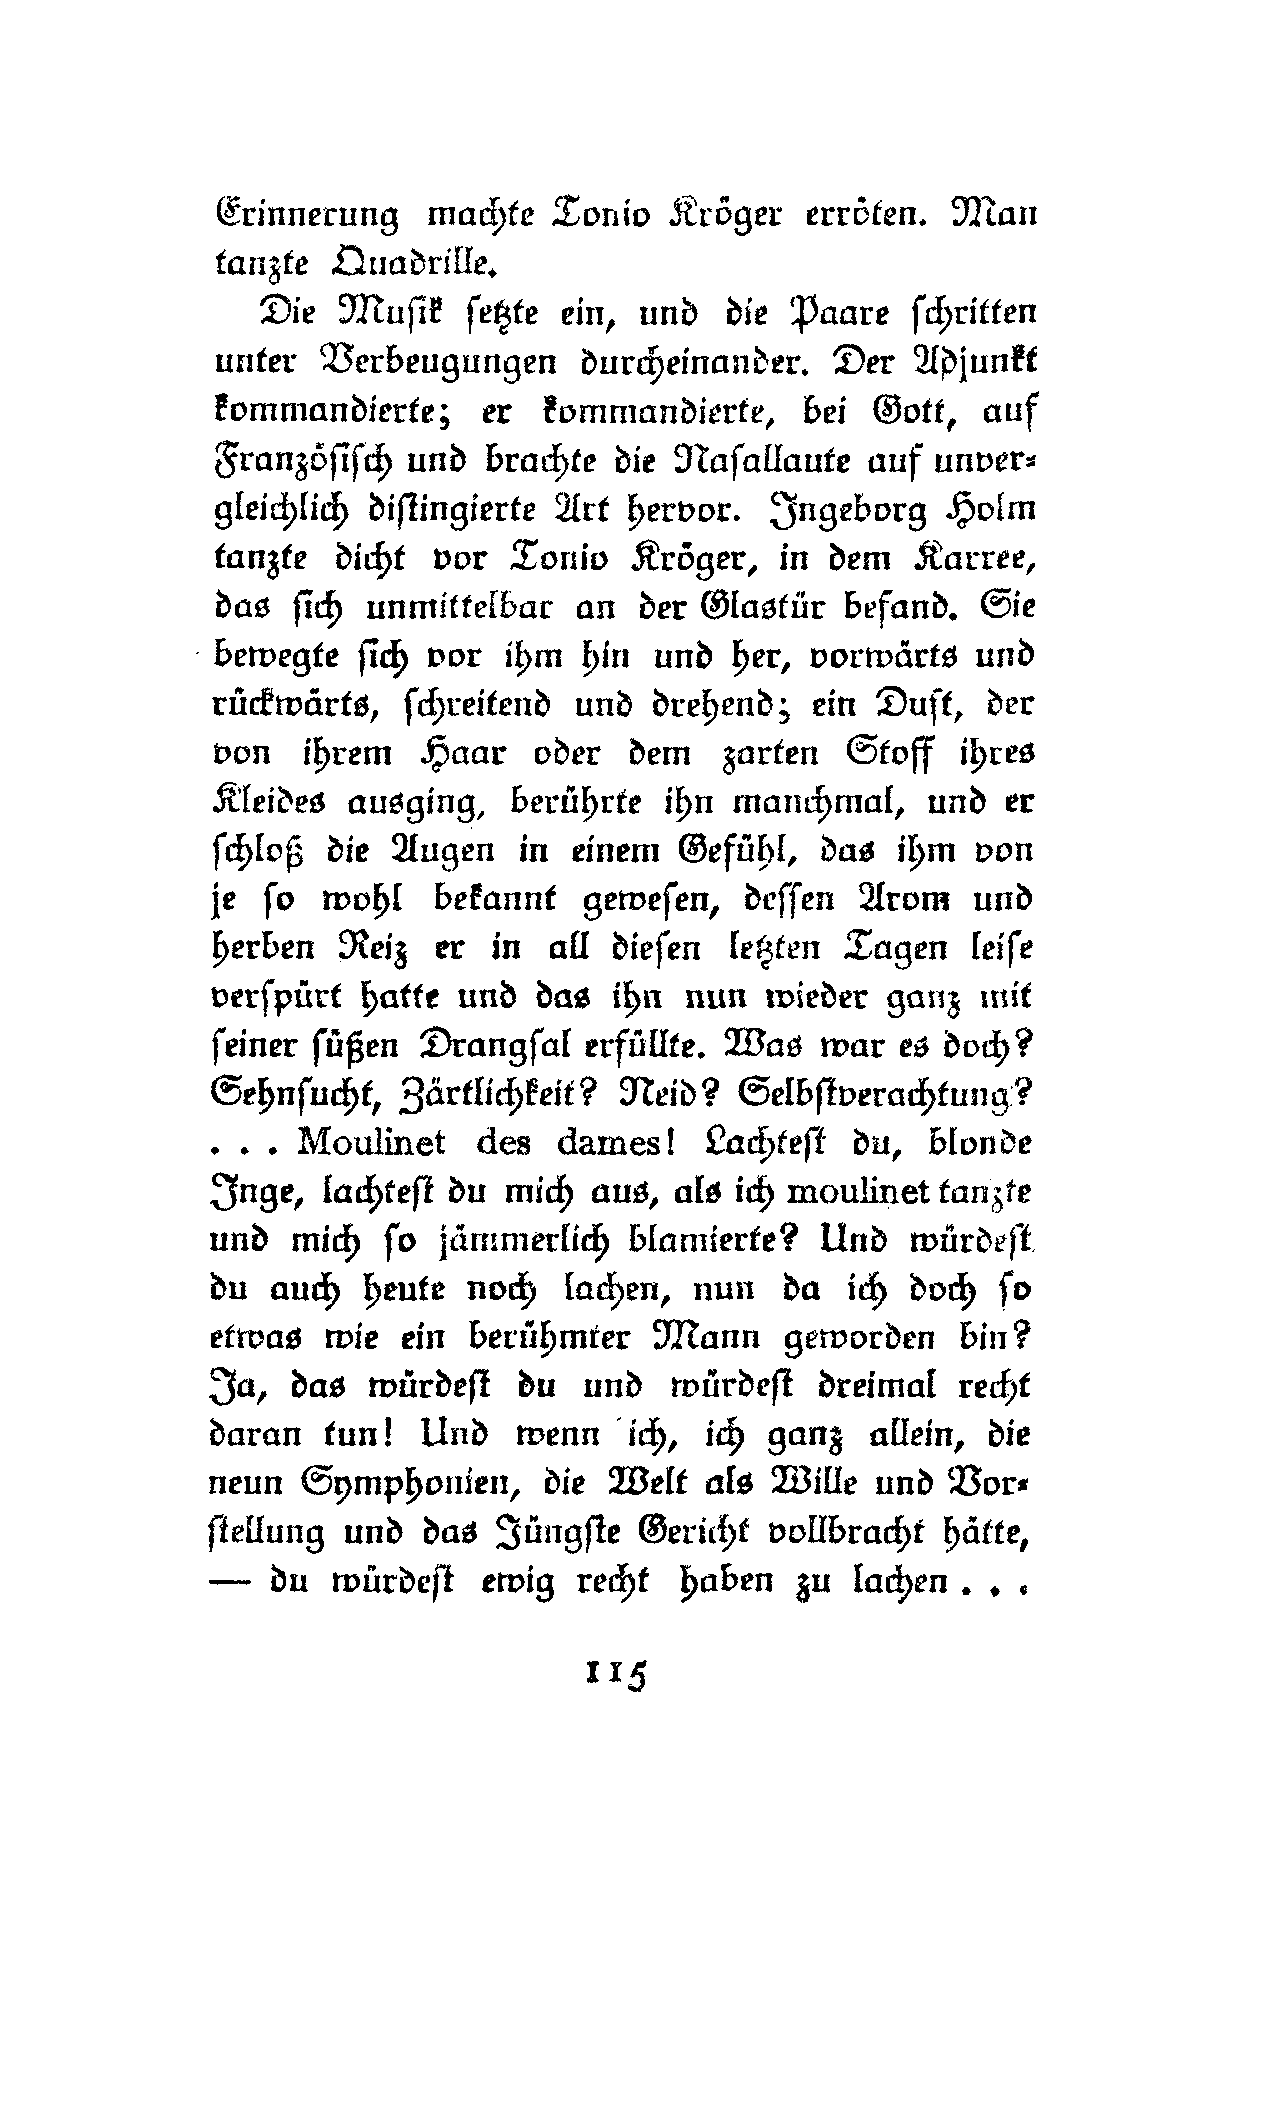 Erinnerung machte Tonio Kröger erröten. Man
tanzte Quadrille.
Die Muſik ſetzte ein, und die Paare ſchritten
unter Verbeugungen durcheinander. Der Adjunkt
kommandierte; er kommandierte, bei Gott, auf
Franzöſiſch und brachte die Naſallaute auf unver⸗
gleichlich diſtingierte Art hervor. Ingeborg Holm
tanzte dicht vor Tonio Kröger, in dem Karree,
das ſich unmittelbar an der Glastür befand. Sie
bewegte ſich vor ihm hin und her, vorwärts und
rückwärts, ſchreitend und drehend; ein Duft, der
von ihrem Haar oder dem zarten Stoff ihres
Kleides ausging, berührte ihn manchmal, und er
ſchloß die Augen in einem Gefühl, das ihm von
je ſo wohl bekannt geweſen, deſſen Arom und
herben Reiz er in all dieſen letzten Tagen leiſe
verſpürt hatte und das ihn nun wieder ganz mit
ſeiner ſüßen Drangſal erfüllte. Was war es doch?
Sehnſucht, Zärtlichkeit? Neid? Selbſtverachtung?
. . . Moulinet des dames! Lachteſt du, blonde
Inge, lachteſt du mich aus, als ich moulinet tanzte
und mich ſo jämmerlich blamierte? Und würdeſt
du auch heute noch lachen, nun da ich doch ſo
etwas wie ein berühmter Mann geworden bin?
Ja, das würdeſt du und würdeſt dreimal recht
daran tun! Und wenn ich, ich ganz allein, die
neun Symphonien, die Welt als Wille und Vor⸗
ſtellung und das Jüngſte Gericht vollbracht hätte,
— du würdeſt ewig recht haben zu lachen . . .
115